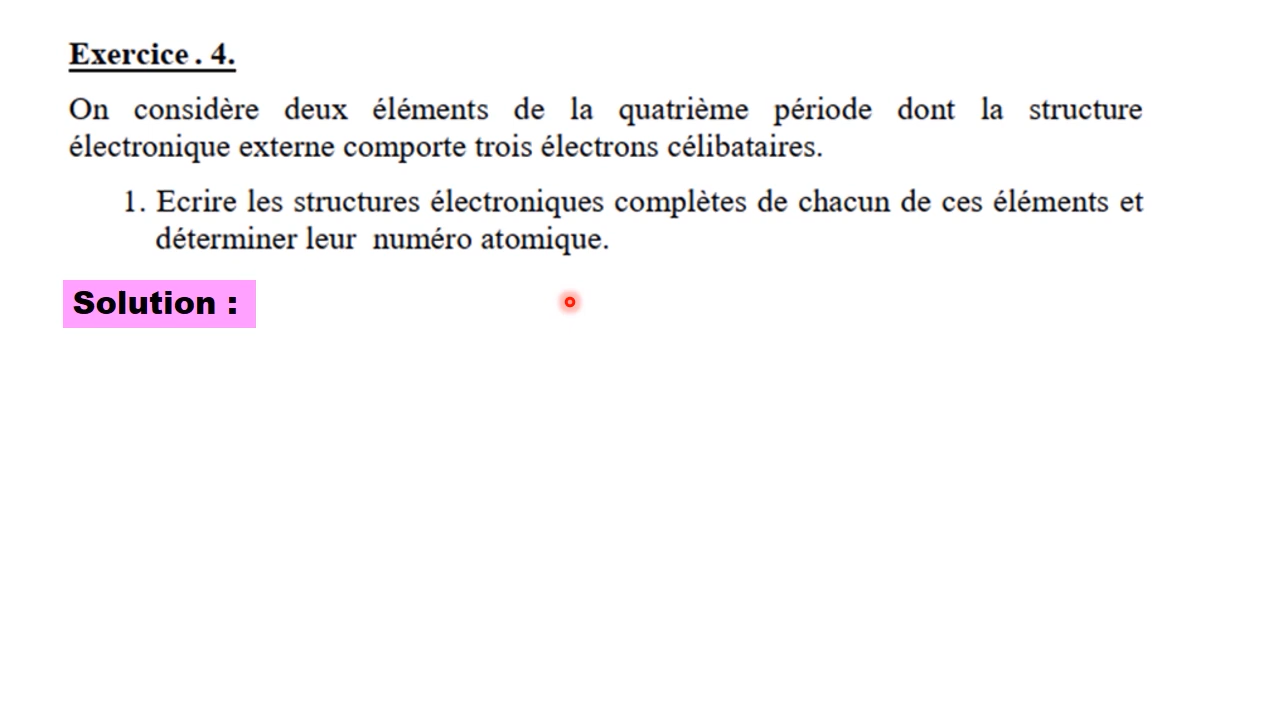 Exercice . 4.
On considère deux éléments de la quatrième période dont la structure
électronique externe comporte trois électrons célibataires.
1. Ecrire les structures électroniques complètes de chacun de ces éléments et
déterminer leur numéro atomique.
Solution :